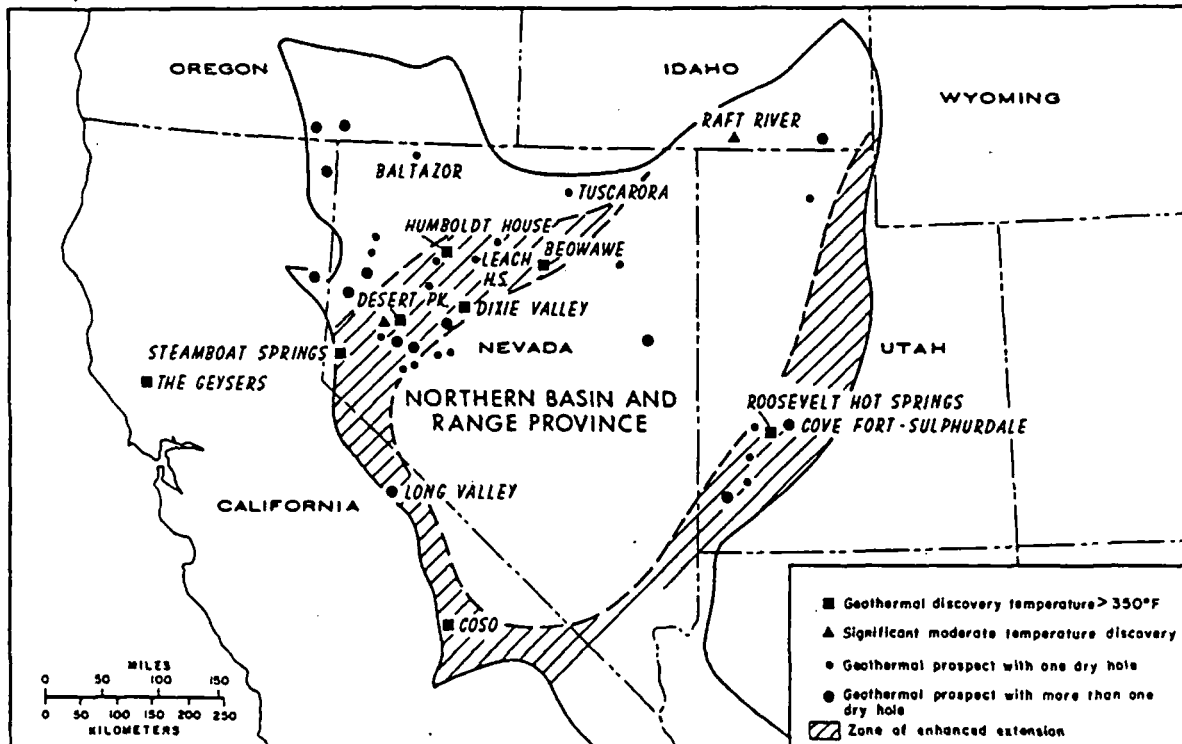 OREGON
IDAHO
WYOMING
RAFT RIVER
BALTAZOR
TUSCARORA
HUMBOLDT HOUSE
BEOWAWE
LEACH
H.S.
DESERT PK.
DIXIE VALLEY
STEAMBOAT SPRINGS
NEVADA
UTAH
THE GEYSERS
NORTHERN BASIN AND
RANGE PROVINCE
ROOSEVELT HOT SPRINGS
COVE FORT-SULPHURDALE
LONG VALLEY
CALIFORNIA
COSO
MILES
0 50 100 150
0 50 100 150 200 250
KILOMETERS
Geothermal discovery temperature > 350°F
Significant moderate temperature discovery
Geothermal prospect with one dry hole
Geothermal prospect with more than one
dry hole
Zone of enhanced extension